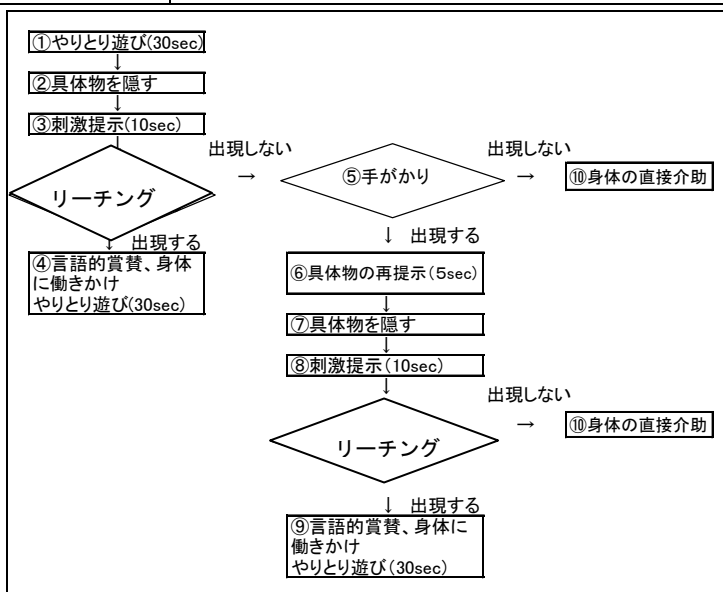 ①やりとり遊び(30sec)
↓
②具体物を隠す
↓
③刺激提示(10sec)
リーチング
出現しない
→
⑤手がかり
出現しない
→
⑩身体の直接介助
↓ 出現する
④言語的賞賛、身体
に働きかけ
やりとり遊び(30sec)
↓ 出現する
⑥具体物の再提示(5sec)
↓
⑦具体物を隠す
↓
⑧刺激提示(10sec)
↓
リーチング
出現しない
→
⑩身体の直接介助
↓ 出現する
⑨言語的賞賛、身体に
働きかけ
やりとり遊び(30sec)